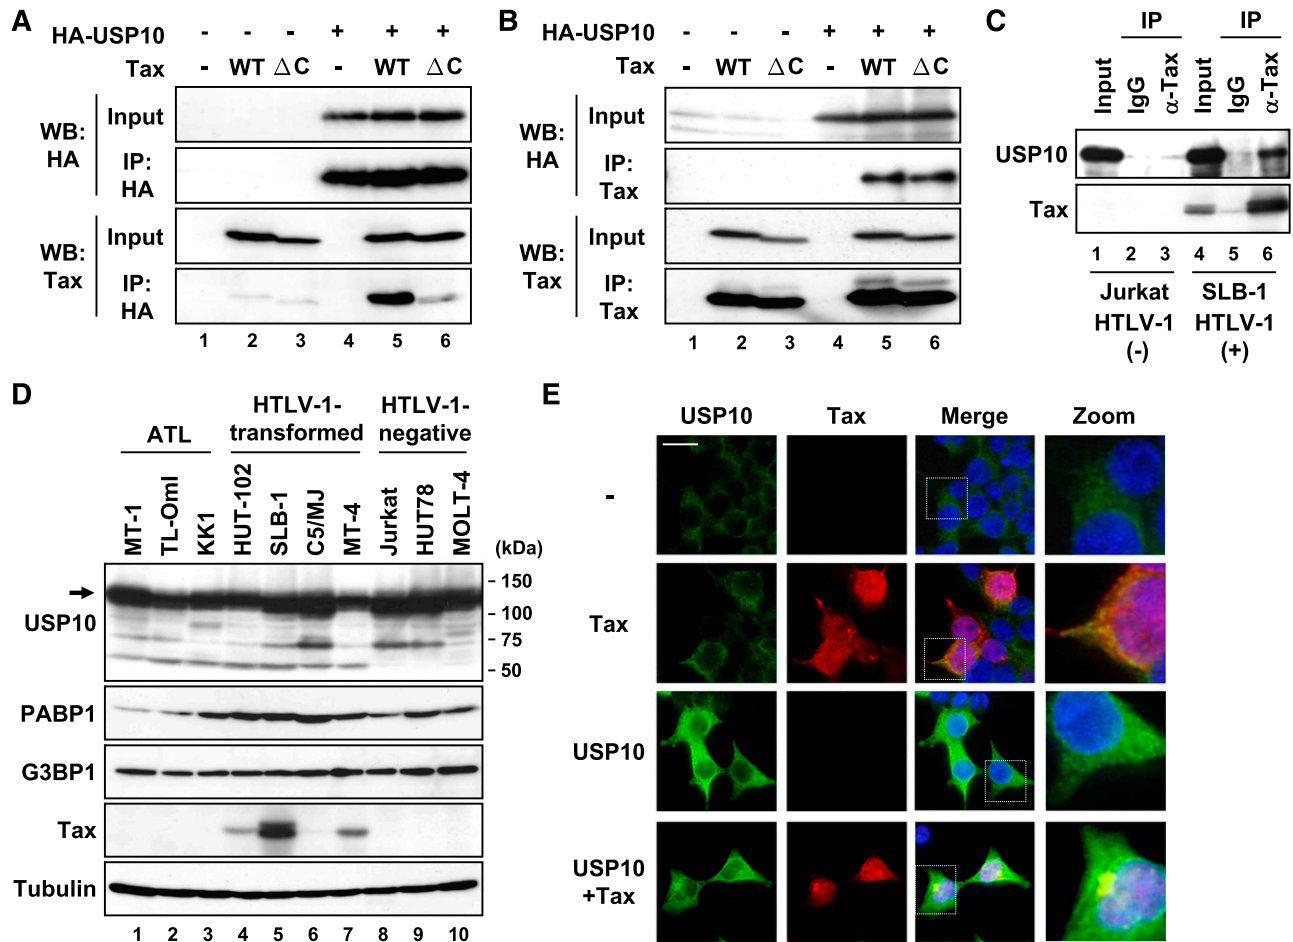 A
HA-USP10 - - - + + +
Tax - WT Δ C - WT Δ C
WB: HA
Input
IP: HA
WB: Tax
Input
IP: HA
1 2 3 4 5 6
B
HA-USP10 - - - + + +
Tax - WT Δ C - WT Δ C
WB: HA
Input
IP: Tax
WB: Tax
Input
IP: Tax
1 2 3 4 5 6
C
IP IP
Input IgG α-Tax Input IgG α-Tax
USP10
Tax
1 2 3 4 5 6
Jurkat SLB-1
HTLV-1 HTLV-1
(-) (+)
D
ATL
HTLV-1-
transformed
HTLV-1-
negative
MT-1 TL-OmI KK1 HUT-102 SLB-1 C5/MJ MT-4 Jurkat HUT78 MOLT-4
(kDa)
USP10
- 150
- 100
- 75
- 50
PABP1
G3BP1
Tax
Tubulin
1 2 3 4 5 6 7 8 9 10
E
USP10 Tax Merge Zoom
-
Tax
USP10
USP10
+Tax